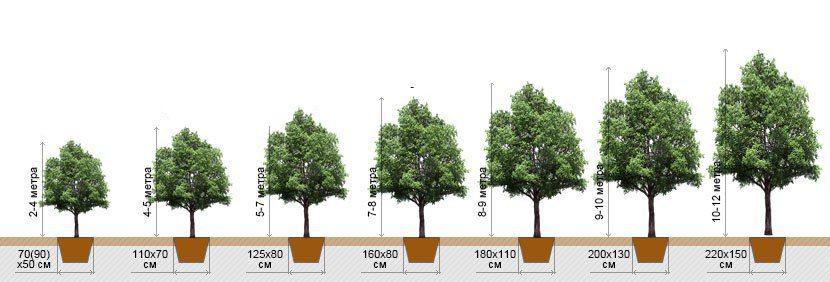 2-4 метра
4-5 метра
5-7 метра
7-8 метра
8-9 метра
9-10 метра
10-12 метра
70(90)
x50 см
110x70
см
125x80
см
160x80
см
180x110
см
200x130
см
220x150
см